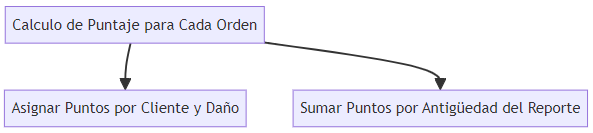 Calculo de Puntaje para Cada Orden
Asignar Puntos por Cliente y Daño
Sumar Puntos por Antigüedad del Reporte